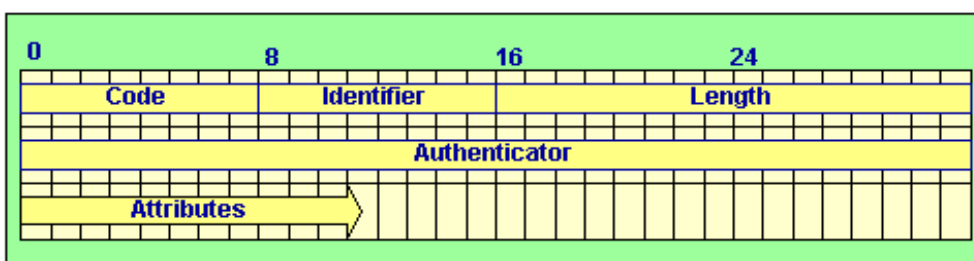 0 8 16 24
Code Identifier Length
Authenticator
Attributes